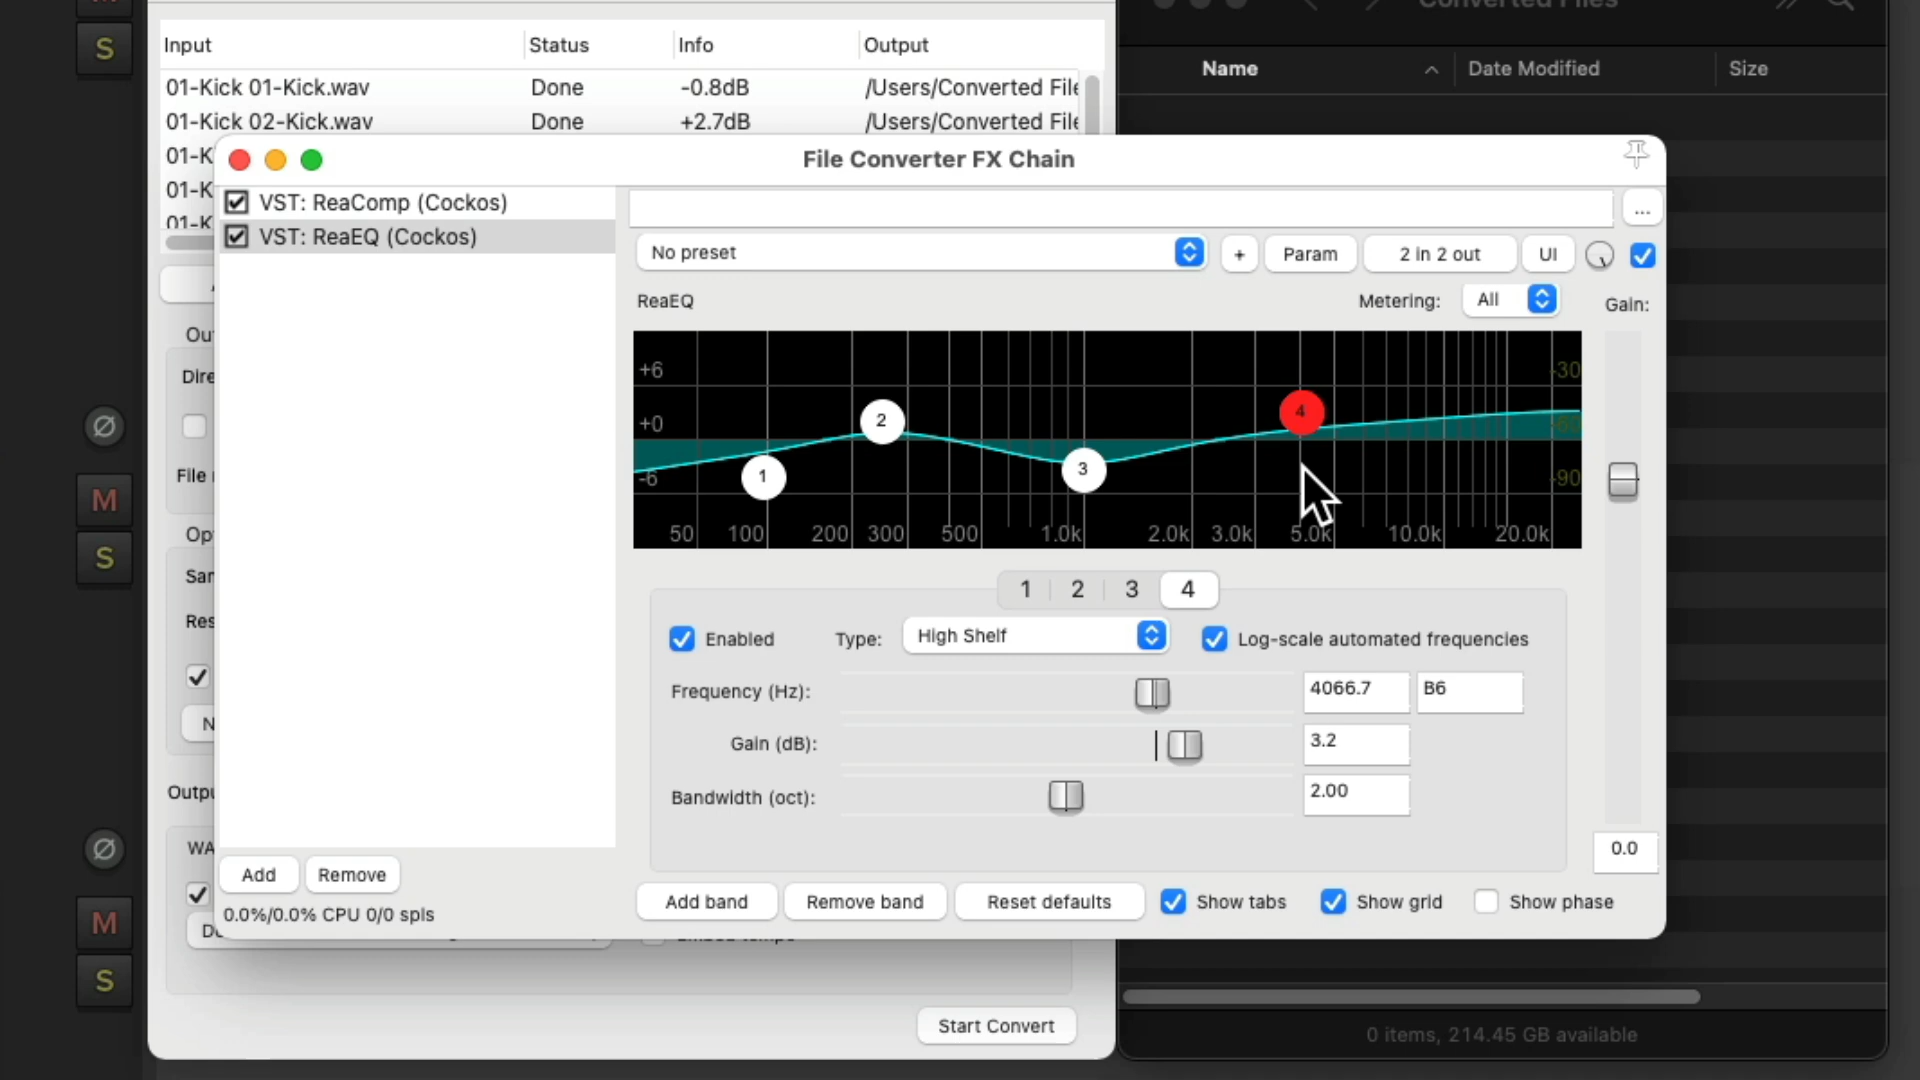 S
Input Status Info Output
01-Kick 01-Kick.wav Done -0.8dB /Users/Converted File
01-Kick 02-Kick.wav Done +2.7dB /Users/Converted File
01-K
01-K
01-K
Name Date Modified Size
File Converter FX Chain
VST: ReaComp (Cockos)
VST: ReaEQ (Cockos)
...
No preset + Param 2 in 2 out UI
ReaEQ Metering: All Gain:
+6 -30
+0 -60
-6 -90
1 2 3 4
50 100 200 300 500 1.0k 2.0k 3.0k 5.0k 10.0k 20.0k
1 2 3 4
Enabled Type: High Shelf Log-scale automated frequencies
Frequency (Hz): 4066.7 B6
Gain (dB): 3.2
Bandwidth (oct): 2.00
0.0
Add Remove
Add band Remove band Reset defaults Show tabs Show grid Show phase
0.0%/0.0% CPU 0/0 spls
Ø
M
S
Ø
M
S
Start Convert
0 items, 214.45 GB available